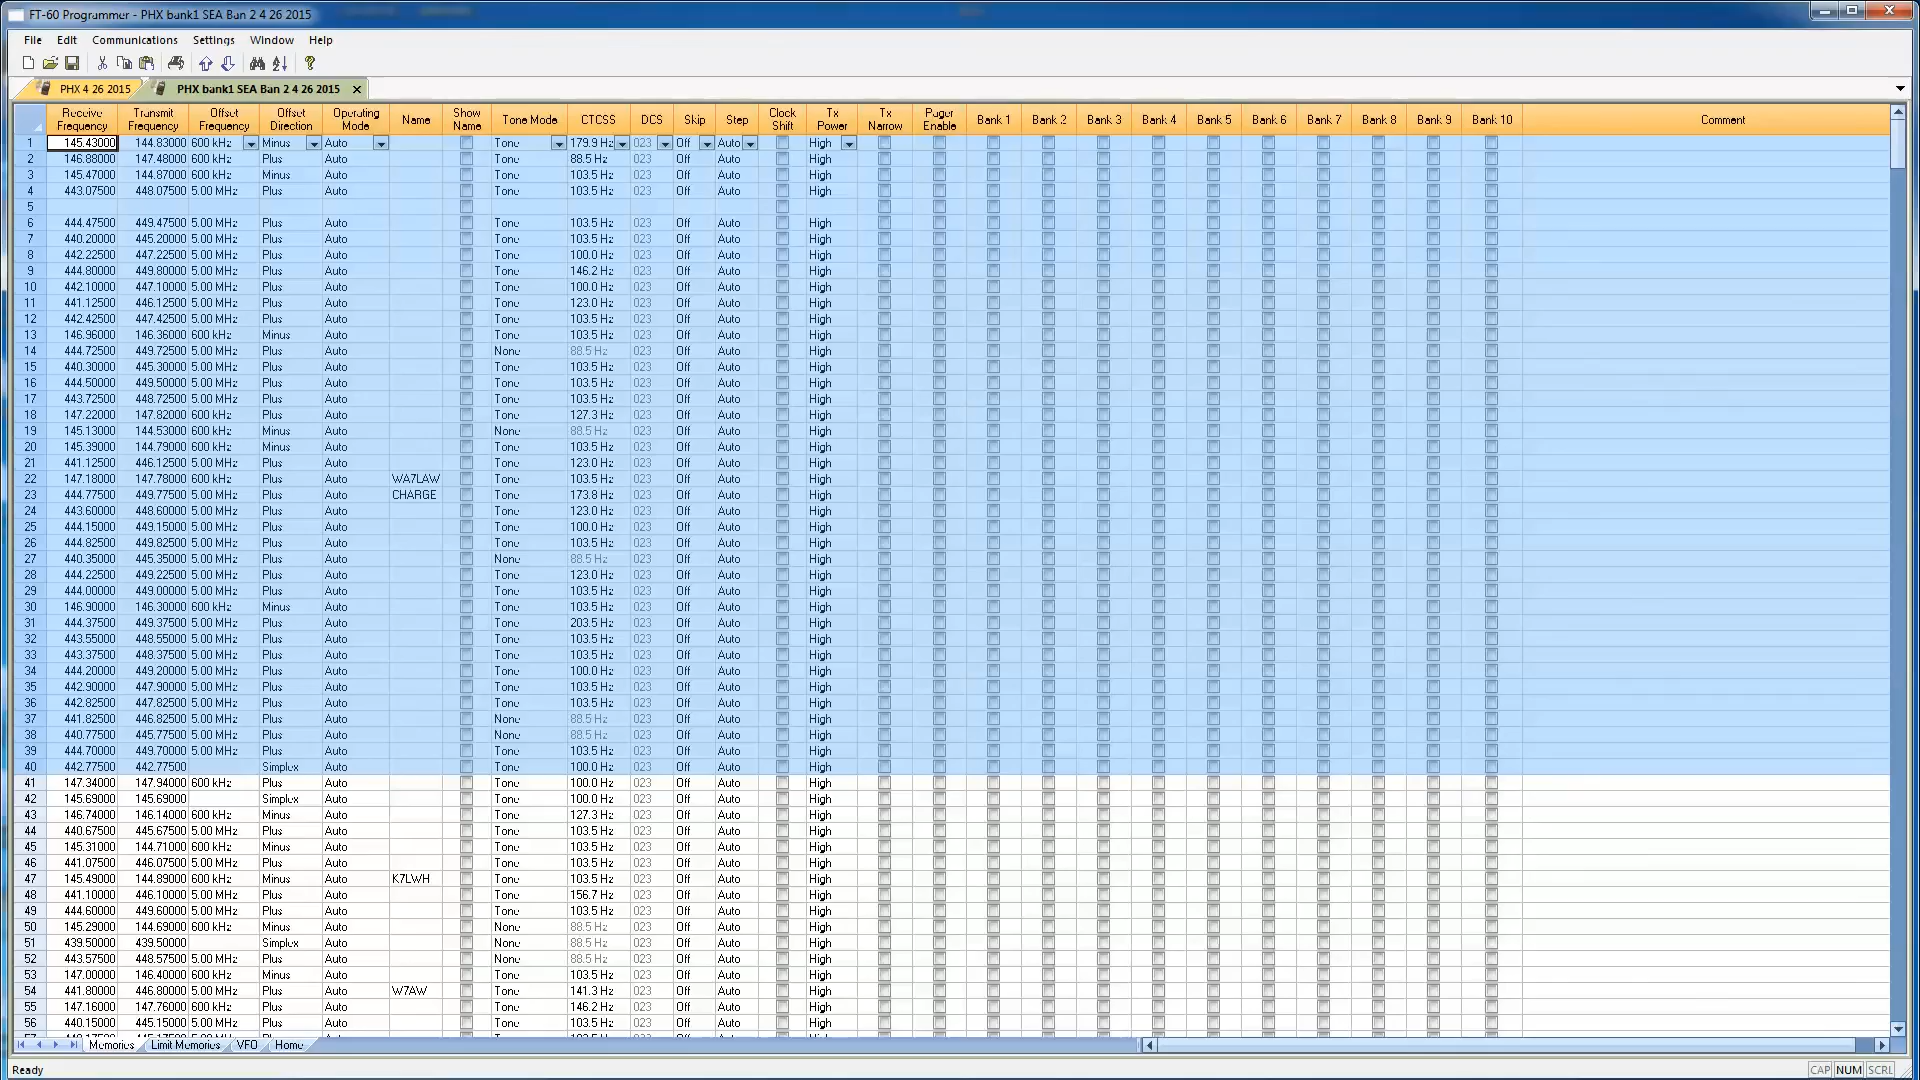 FT-60 Programmer - PHX bank1 SEA Ban 2 4 26 2015
File Edit Communications Settings Window Help
PHX 4 26 2015 PHX bank1 SEA Ban 2 4 26 2015
Receive Frequency Transmit Frequency Offset Frequency Offset Direction Operating Mode Name Show Name Tone Mode CTCSS DCS Skip Step Clock Shift Tx Power Tx Narrow Pager Enable Bank 1 Bank 2 Bank 3 Bank 4 Bank 5 Bank 6 Bank 7 Bank 8 Bank 9 Bank 10 Comment
1 145.43000 144.83000 600 kHz Minus Auto Tone 179.9 Hz 023 Off Auto High
2 146.88000 147.48000 600 kHz Plus Auto Tone 88.5 Hz 023 Off Auto High
3 145.47000 144.87000 600 kHz Minus Auto Tone 103.5 Hz 023 Off Auto High
4 443.07500 448.07500 5.00 MHz Plus Auto Tone 103.5 Hz 023 Off Auto High
5
6 444.47500 449.47500 5.00 MHz Plus Auto Tone 103.5 Hz 023 Off Auto High
7 440.20000 445.20000 5.00 MHz Plus Auto Tone 103.5 Hz 023 Off Auto High
8 442.22500 447.22500 5.00 MHz Plus Auto Tone 100.0 Hz 023 Off Auto High
9 444.80000 449.80000 5.00 MHz Plus Auto Tone 146.2 Hz 023 Off Auto High
10 442.10000 447.10000 5.00 MHz Plus Auto Tone 100.0 Hz 023 Off Auto High
11 441.12500 446.12500 5.00 MHz Plus Auto Tone 123.0 Hz 023 Off Auto High
12 442.42500 447.42500 5.00 MHz Plus Auto Tone 103.5 Hz 023 Off Auto High
13 146.96000 146.36000 600 kHz Minus Auto Tone 103.5 Hz 023 Off Auto High
14 444.72500 449.72500 5.00 MHz Plus Auto None 88.5 Hz 023 Off Auto High
15 440.30000 445.30000 5.00 MHz Plus Auto Tone 103.5 Hz 023 Off Auto High
16 444.50000 449.50000 5.00 MHz Plus Auto Tone 103.5 Hz 023 Off Auto High
17 443.72500 448.72500 5.00 MHz Plus Auto Tone 103.5 Hz 023 Off Auto High
18 147.22000 147.82000 600 kHz Plus Auto Tone 127.3 Hz 023 Off Auto High
19 145.13000 144.53000 600 kHz Minus Auto None 88.5 Hz 023 Off Auto High
20 145.39000 144.79000 600 kHz Minus Auto Tone 103.5 Hz 023 Off Auto High
21 441.12500 446.12500 5.00 MHz Plus Auto Tone 123.0 Hz 023 Off Auto High
22 147.18000 147.78000 600 kHz Plus Auto WA7LAW Tone 103.5 Hz 023 Off Auto High
23 444.77500 449.77500 5.00 MHz Plus Auto CHARGE Tone 173.8 Hz 023 Off Auto High
24 443.60000 448.60000 5.00 MHz Plus Auto Tone 123.0 Hz 023 Off Auto High
25 444.15000 449.15000 5.00 MHz Plus Auto Tone 100.0 Hz 023 Off Auto High
26 444.82500 449.82500 5.00 MHz Plus Auto Tone 103.5 Hz 023 Off Auto High
27 440.35000 445.35000 5.00 MHz Plus Auto None 88.5 Hz 023 Off Auto High
28 444.22500 449.22500 5.00 MHz Plus Auto Tone 123.0 Hz 023 Off Auto High
29 444.00000 449.00000 5.00 MHz Plus Auto Tone 103.5 Hz 023 Off Auto High
30 146.90000 146.30000 600 kHz Minus Auto Tone 103.5 Hz 023 Off Auto High
31 444.37500 449.37500 5.00 MHz Plus Auto Tone 203.5 Hz 023 Off Auto High
32 443.55000 448.55000 5.00 MHz Plus Auto Tone 103.5 Hz 023 Off Auto High
33 443.37500 448.37500 5.00 MHz Plus Auto Tone 103.5 Hz 023 Off Auto High
34 444.20000 449.20000 5.00 MHz Plus Auto Tone 100.0 Hz 023 Off Auto High
35 442.90000 447.90000 5.00 MHz Plus Auto Tone 103.5 Hz 023 Off Auto High
36 442.82500 447.82500 5.00 MHz Plus Auto Tone 103.5 Hz 023 Off Auto High
37 441.82500 446.82500 5.00 MHz Plus Auto None 88.5 Hz 023 Off Auto High
38 440.77500 445.77500 5.00 MHz Plus Auto None 88.5 Hz 023 Off Auto High
39 444.70000 449.70000 5.00 MHz Plus Auto Tone 103.5 Hz 023 Off Auto High
40 442.77500 442.77500 Simplex Auto Tone 100.0 Hz 023 Off Auto High
41 147.34000 147.94000 600 kHz Plus Auto Tone 100.0 Hz 023 Off Auto High
42 145.69000 145.69000 Simplex Auto Tone 100.0 Hz 023 Off Auto High
43 146.74000 146.14000 600 kHz Minus Auto Tone 127.3 Hz 023 Off Auto High
44 440.67500 445.67500 5.00 MHz Plus Auto Tone 103.5 Hz 023 Off Auto High
45 145.31000 144.71000 600 kHz Minus Auto Tone 103.5 Hz 023 Off Auto High
46 441.07500 446.07500 5.00 MHz Plus Auto Tone 103.5 Hz 023 Off Auto High
47 145.49000 144.89000 600 kHz Minus Auto K7LWH Tone 103.5 Hz 023 Off Auto High
48 441.10000 446.10000 5.00 MHz Plus Auto Tone 156.7 Hz 023 Off Auto High
49 444.60000 449.60000 5.00 MHz Plus Auto Tone 103.5 Hz 023 Off Auto High
50 145.29000 144.69000 600 kHz Minus Auto None 88.5 Hz 023 Off Auto High
51 439.50000 439.50000 Simplex Auto None 88.5 Hz 023 Off Auto High
52 443.57500 448.57500 5.00 MHz Plus Auto None 88.5 Hz 023 Off Auto High
53 147.00000 146.40000 600 kHz Minus Auto Tone 103.5 Hz 023 Off Auto High
54 441.80000 446.80000 5.00 MHz Plus Auto W7AW Tone 141.3 Hz 023 Off Auto High
55 147.16000 147.76000 600 kHz Plus Auto Tone 146.2 Hz 023 Off Auto High
56 440.15000 445.15000 5.00 MHz Plus Auto Tone 103.5 Hz 023 Off Auto High
Memories Limit Memories VFO Home
Ready CAP NUM SCRL